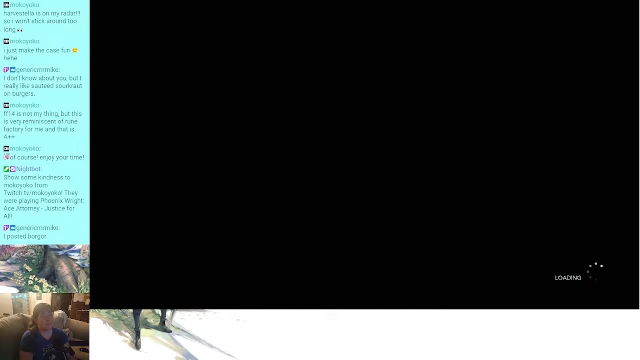 mokoyoko:
harvestella is on my radar!!!
so i won't stick around too
long
mokoyoko:
i just make the case fun
hehe
genericmrmike:
I don't know about you, but I
really like sauteed sourkraut
on burgers.
mokoyoko:
ff14 is not my thing, but this
is very reminiscent of rune
factory for me and that is
A++
mokoyoko:
of course! enjoy your time!
Nightbot:
Show some kindness to
mokoyoko from
Twitch.tv/mokoyoko! They
were playing Phoenix Wright:
Ace Attorney - Justice for
All!
genericmrmike:
I posted borgor
LOADING